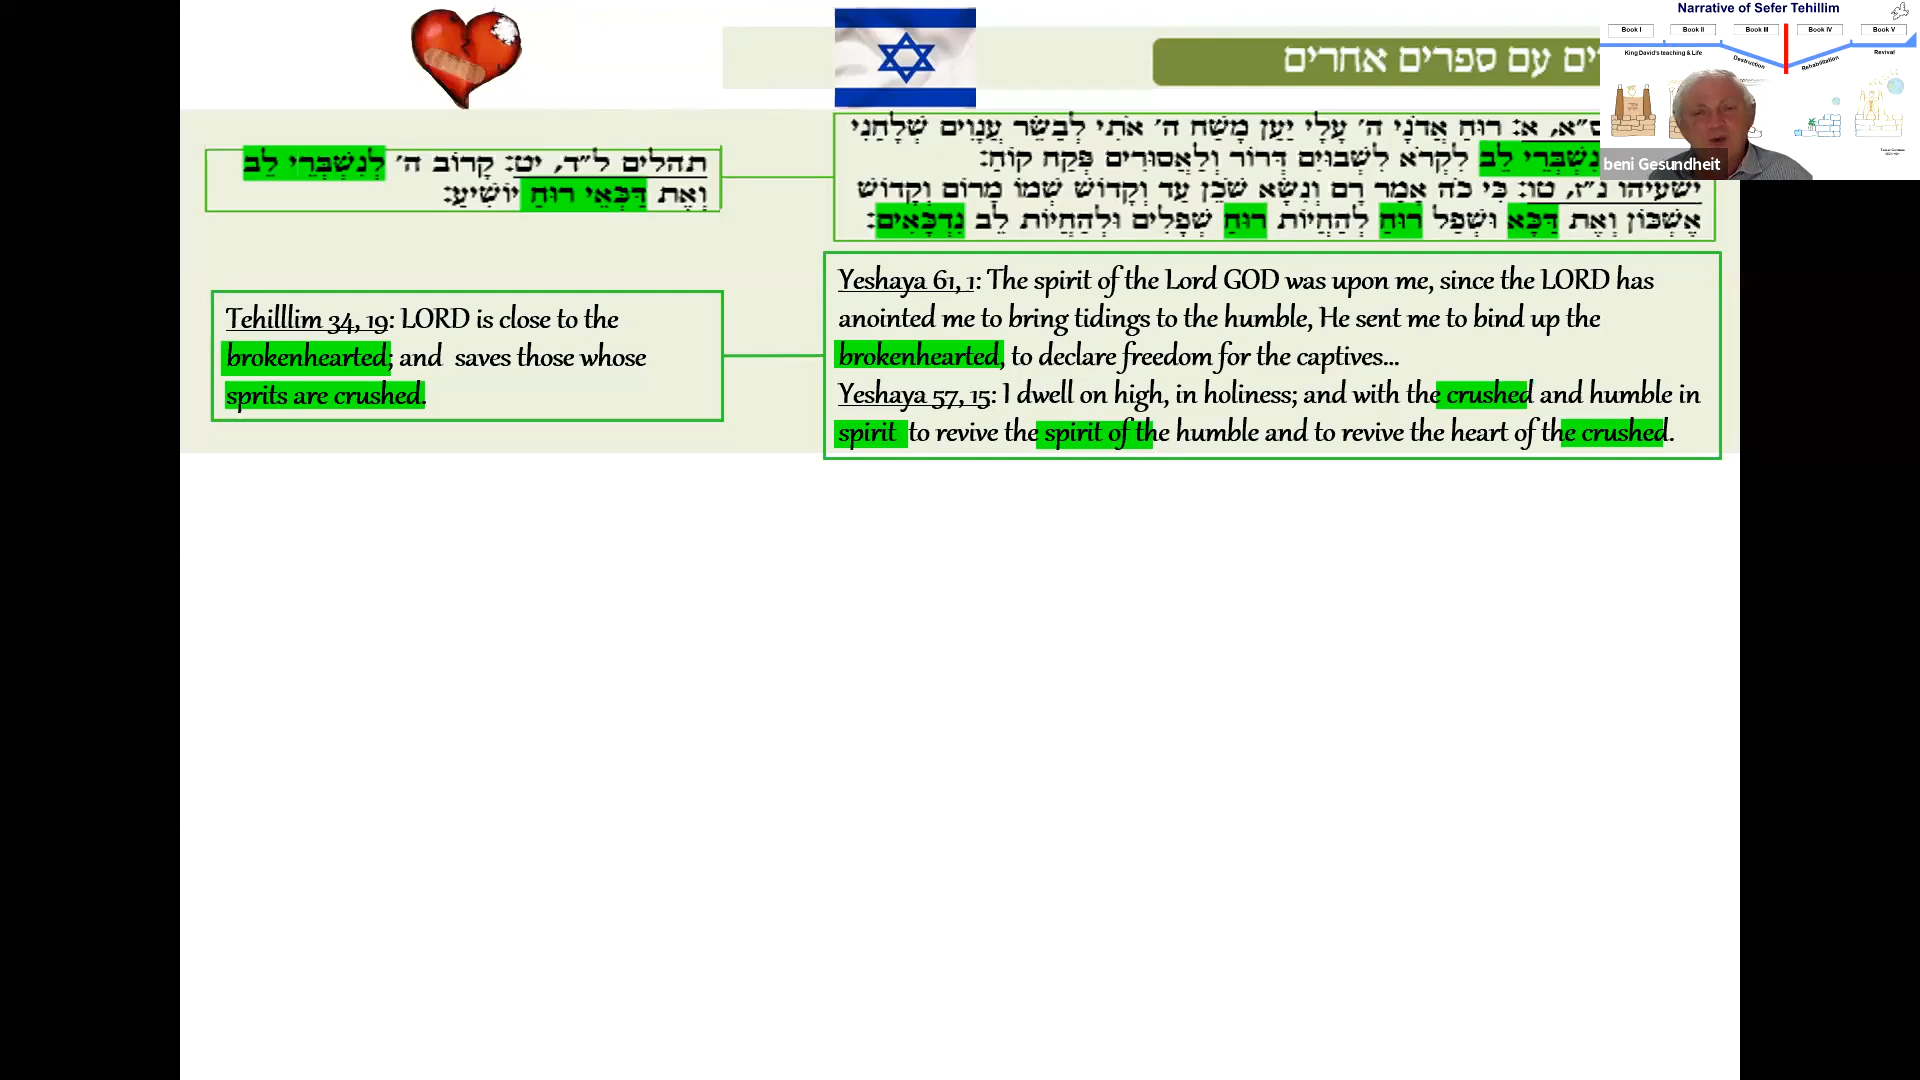 Narrative of Sefer Tehillim
Book I Book II Book III Book IV Book V
King David's teaching & Life Destruction Rehabilitation Revival
beni Gesundheit
עם ספרים אחרים
א: רוּחַ אֲדֹנָי ה' עָלָי יַעַן מָשַׁח ה' אֹתִי לְבַשֵּׂר עֲנָוִים שְׁלָחַנִי
לֵב לִקְרֹא לִשְׁבוּיִם דְּרוֹר וְלַאֲסוּרִים פְּקַח קוֹחַ:
ישעיהו נ"ז, טו: כִּי כֹה אָמַר רָם וְנִשָּׂא שֹׁכֵן עַד וְקָדוֹשׁ שְׁמוֹ מָרוֹם וְקָדוֹשׁ
אֶשְׁכּוֹן וְאֶת דַּכָּא וּשְׁפַל רוּחַ לְהַחֲיוֹת רוּחַ שְׁפָלִים וּלְהַחֲיוֹת לֵב נִדְכָּאִים:
תהלים ל"ד, יט: קָרוֹב ה' לְנִשְׁבְּרֵי לֵב
וְאֶת דַּכְּאֵי רוּחַ יוֹשִׁיעַ:
Yeshaya 61, 1: The spirit of the Lord GOD was upon me, since the LORD has
anointed me to bring tidings to the humble, He sent me to bind up the
brokenhearted, to declare freedom for the captives...
Yeshaya 57, 15: I dwell on high, in holiness; and with the crushed and humble in
spirit to revive the spirit of the humble and to revive the heart of the crushed.
Tehilllim 34, 19: LORD is close to the
brokenhearted; and saves those whose
sprits are crushed.